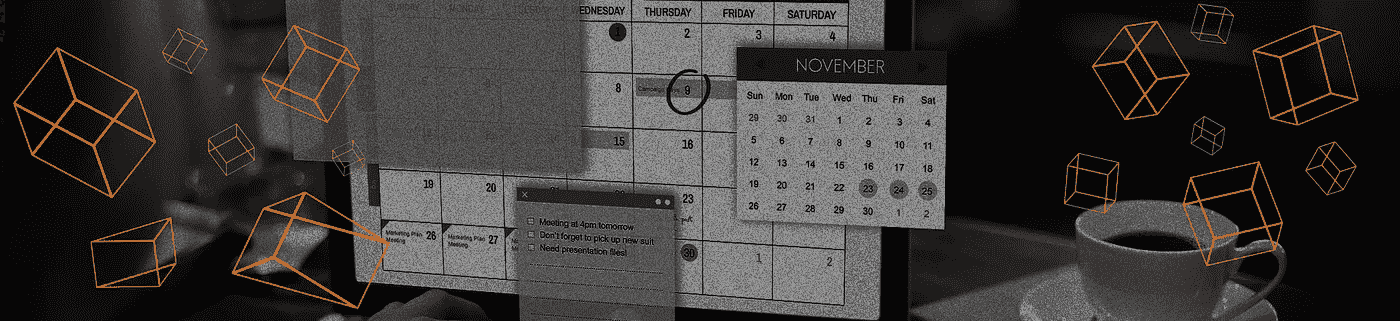 SUNDAY MONDAY
EDNESDAY THURSDAY FRIDAY SATURDAY
1 2 3 4
8 9
15 16
19 20 23
Marketing Plan Meeting 26
Marketing Plan Meeting 27
30 1 2
NOVEMBER
Sun Mon Tue Wed Thu Fri Sat
29 30 31 1 2 3 4
5 6 7 8 9 10 11
12 13 14 15 16 17 18
19 20 21 22 23 24 25
26 27 28 29 30 1 2
Meeting at 4pm tomorrow
Don't forget to pick up new suit
Need presentation files!